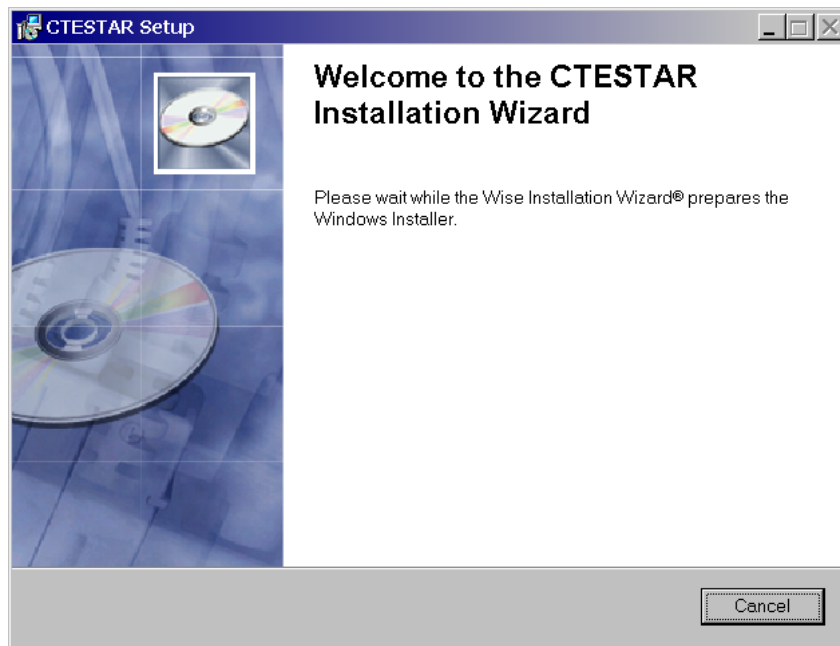 CTESTAR Setup
Welcome to the CTESTAR
Installation Wizard
Please wait while the Wise Installation Wizard® prepares the
Windows Installer.
Cancel